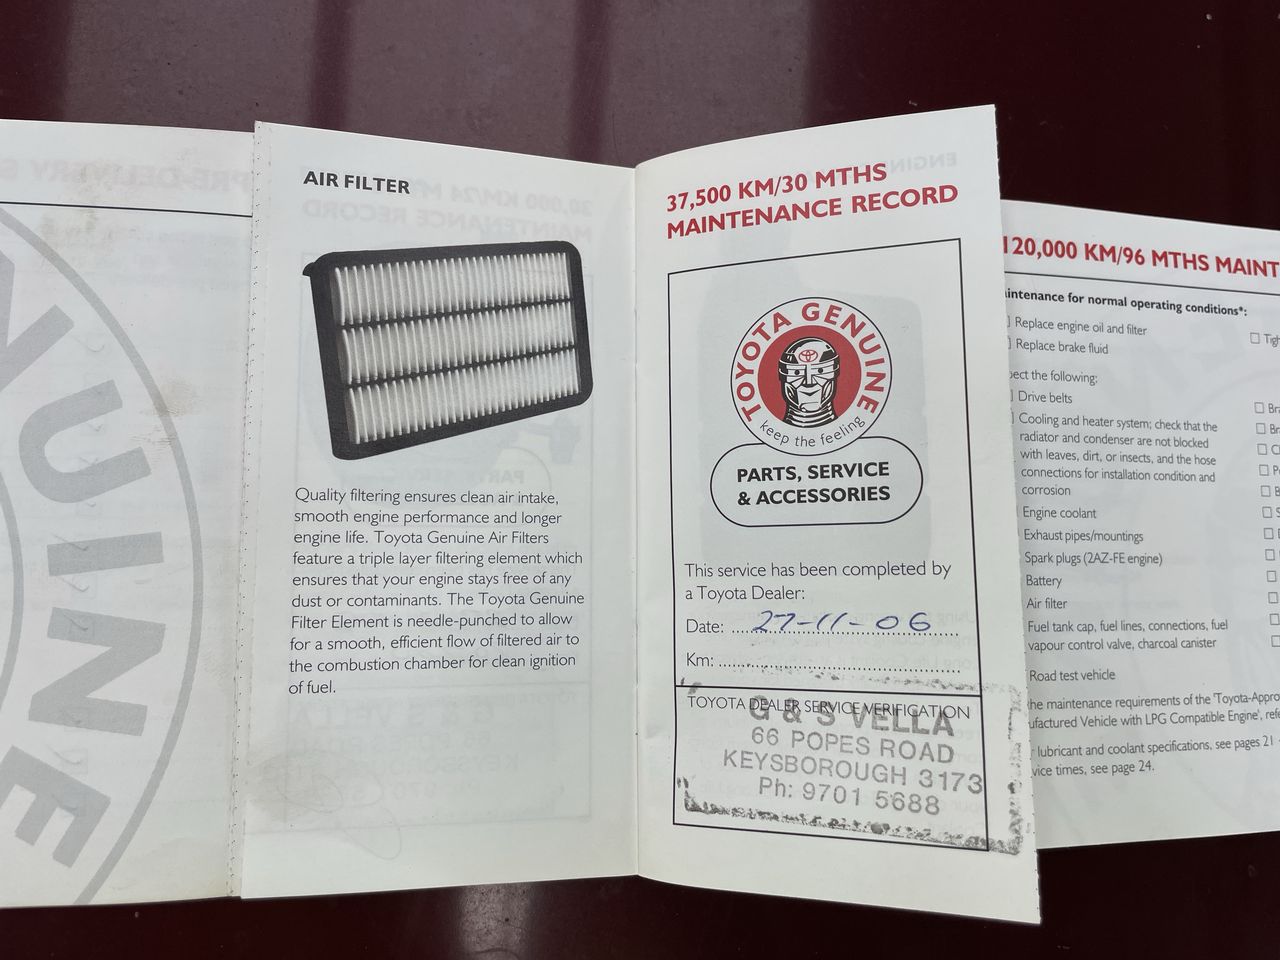 NUINE
AIR FILTER
Quality filtering ensures clean air intake,
smooth engine performance and longer
engine life. Toyota Genuine Air Filters
feature a triple layer filtering element which
ensures that your engine stays free of any
dust or contaminants. The Toyota Genuine
Filter Element is needle-punched to allow
for a smooth, efficient flow of filtered air to
the combustion chamber for clean ignition
of fuel.
37,500 KM/30 MTHS
MAINTENANCE RECORD
TOYOTA GENUINE
keep the feeling
PARTS, SERVICE
& ACCESSORIES
This service has been completed by
a Toyota Dealer:
Date: 27-11-06
Km:
TOYOTA DEALER SERVICE VERIFICATION
G & S VELLA
66 POPES ROAD
KEYSBOROUGH 3173
Ph: 9701 5688
120,000 KM/96 MTHS MAINT
intenance for normal operating conditions*:
Replace engine oil and filter
Replace brake fluid
ect the following:
Drive belts
Cooling and heater system; check that the
radiator and condenser are not blocked
with leaves, dirt, or insects, and the hose
connections for installation condition and
corrosion
Engine coolant
Exhaust pipes/mountings
Spark plugs (2AZ-FE engine)
Battery
Air filter
Fuel tank cap, fuel lines, connections, fuel
vapour control valve, charcoal canister
Road test vehicle
he maintenance requirements of the 'Toyota-Appro
ufactured Vehicle with LPG Compatible Engine', refe
lubricant and coolant specifications, see pages 21
vice times, see page 24.
Tigh
Bra
Br